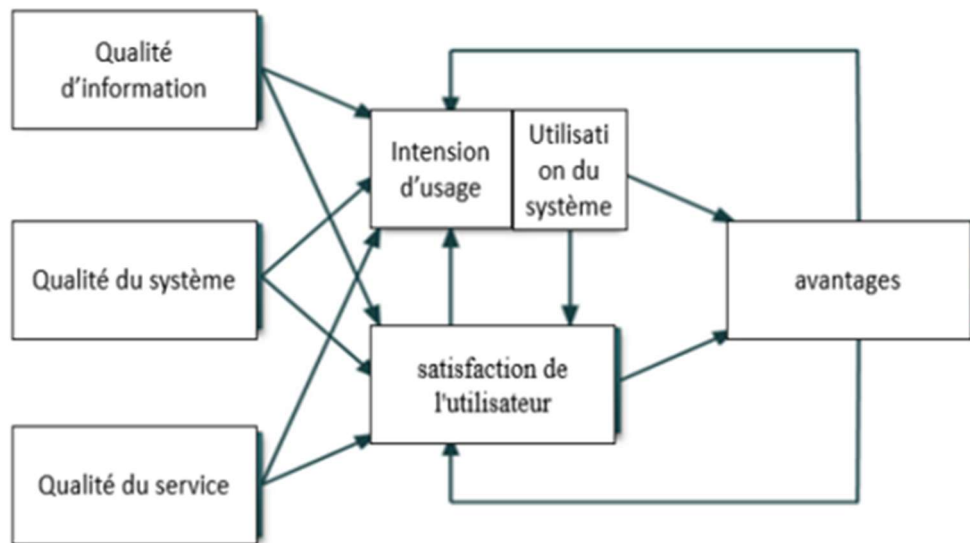 Qualité
d'information
Intension
d'usage
Utilisati
on du
système
Qualité du système
avantages
satisfaction de
l'utilisateur
Qualité du service